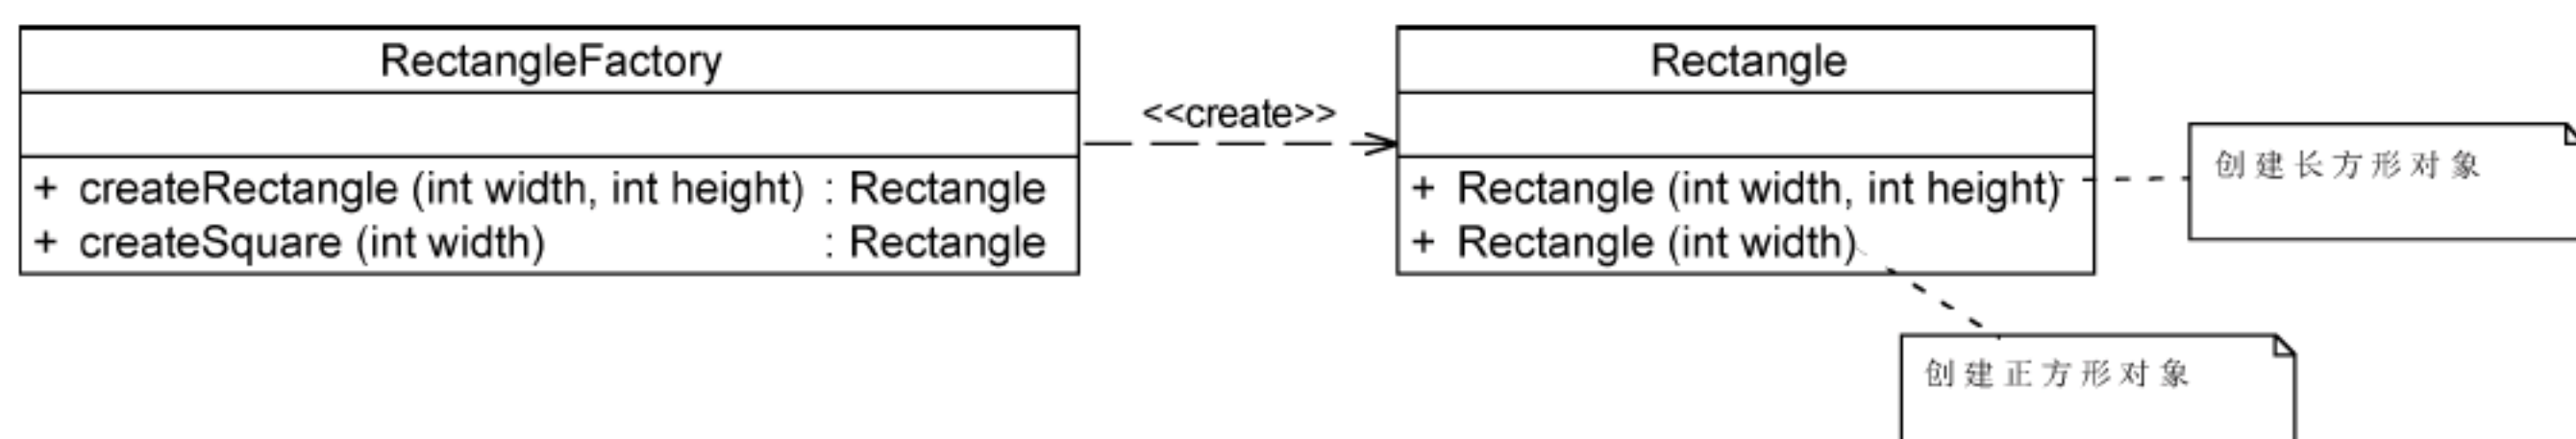 RectangleFactory
+ createRectangle (int width, int height) : Rectangle
+ createSquare (int width) : Rectangle
<<create>>
Rectangle
+ Rectangle (int width, int height)
+ Rectangle (int width)
创建长方形对象
创建正方形对象